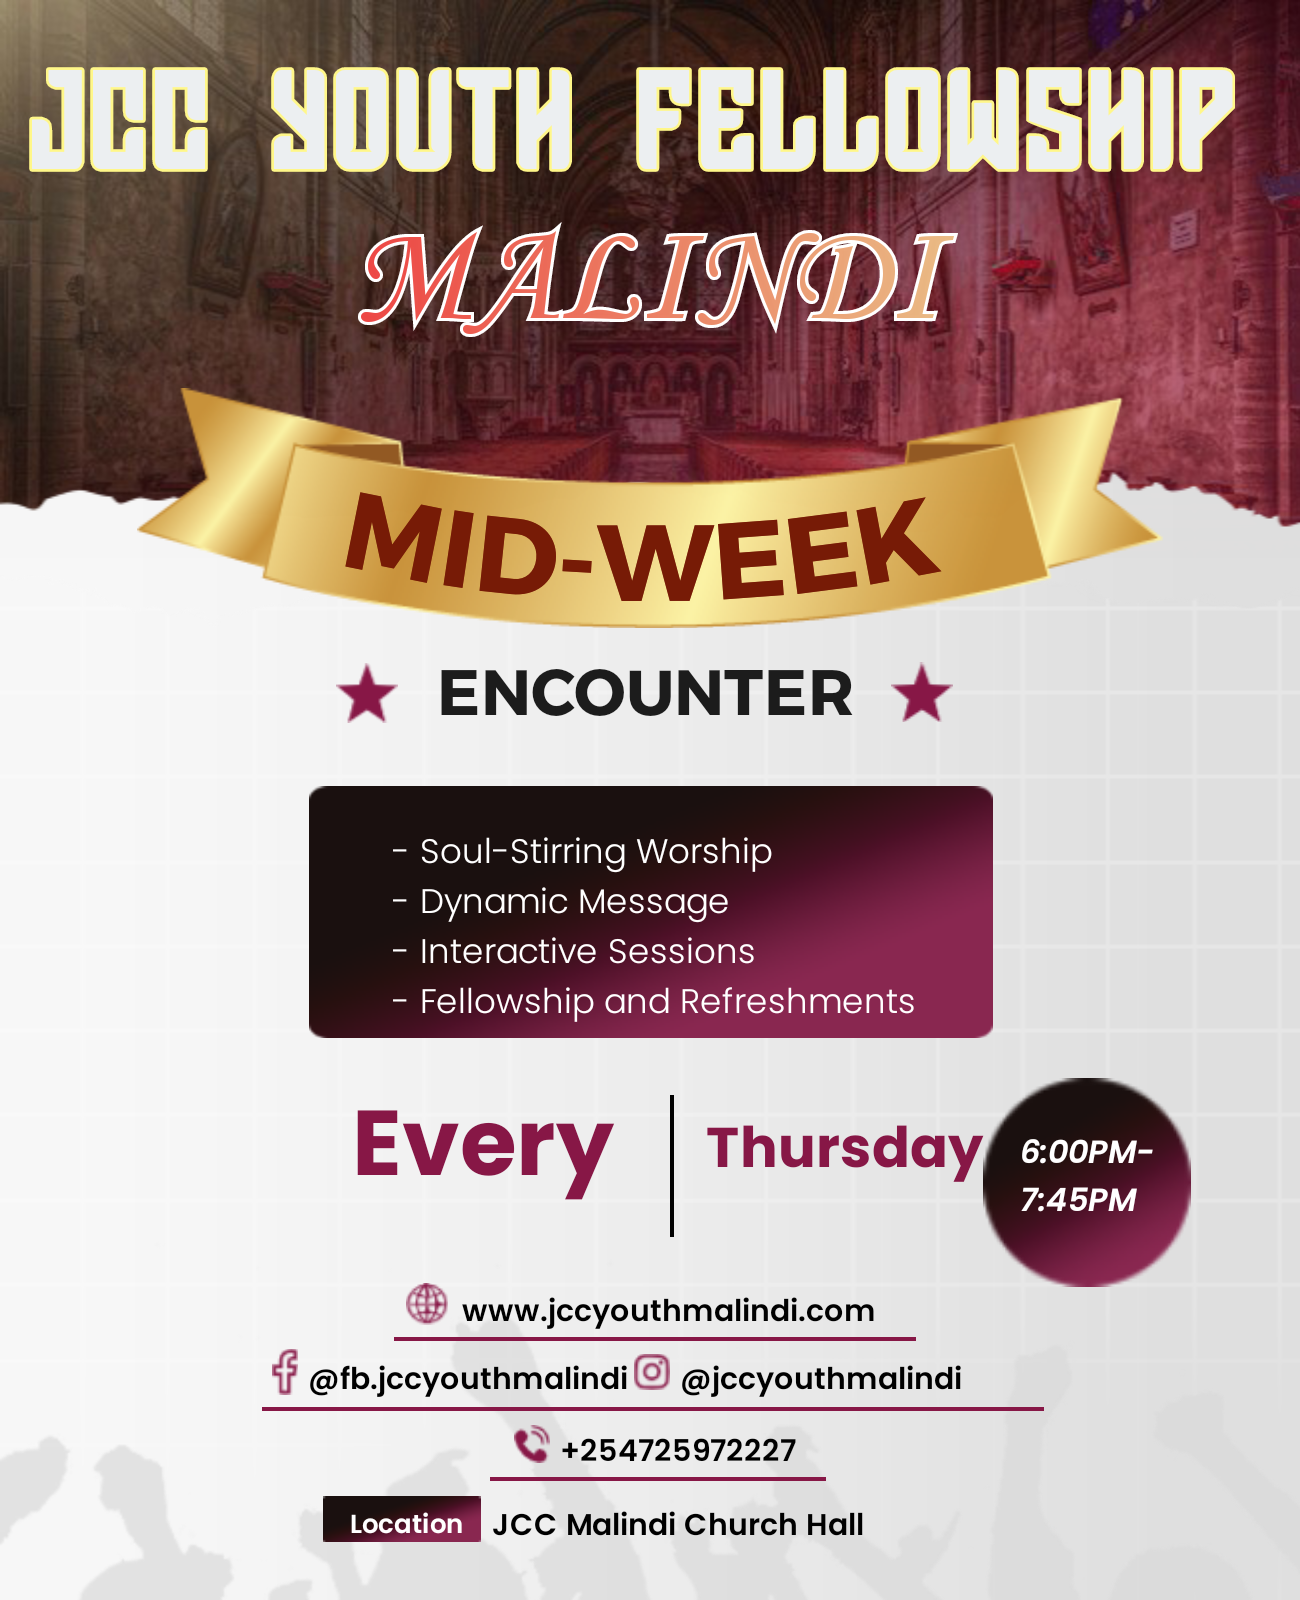 JCC YOUTH FELLOWSHIP
MALINDI
MID-WEEK
ENCOUNTER
- Soul-Stirring Worship
- Dynamic Message
- Interactive Sessions
- Fellowship and Refreshments
Every
Thursday
6:00PM-
7:45PM
www.jccyouthmalindi.com
@fb.jccyouthmalindi @jccyouthmalindi
+254725972227
Location JCC Malindi Church Hall